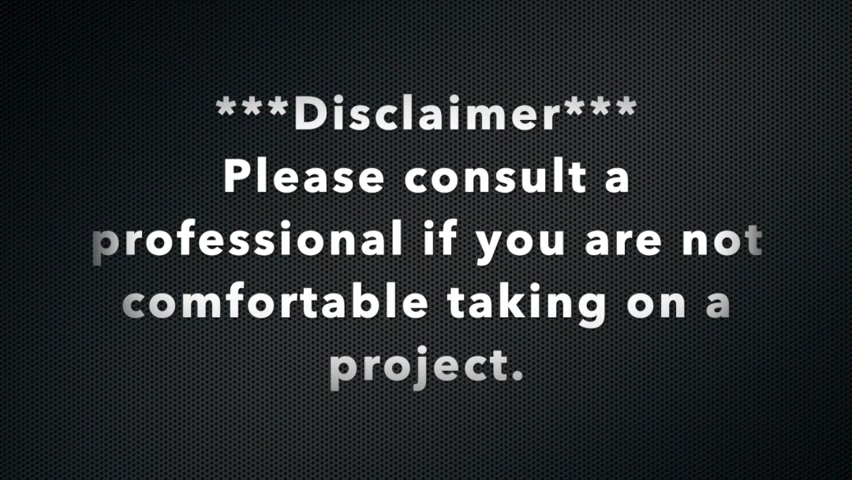 ***Disclaimer***
Please consult a
professional if you are not
comfortable taking on a
project.